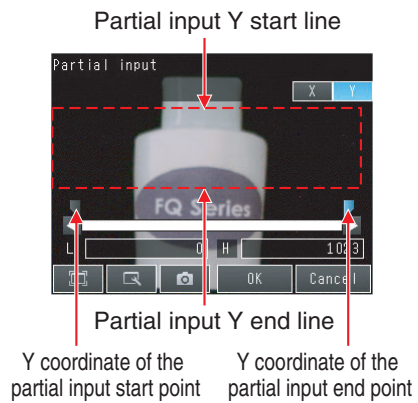 Partial input Y start line
Partial input
X Y
FQ Series
L 0 H 1023
OK Cancel
Partial input Y end line
Y coordinate of the
partial input start point
Y coordinate of the
partial input end point